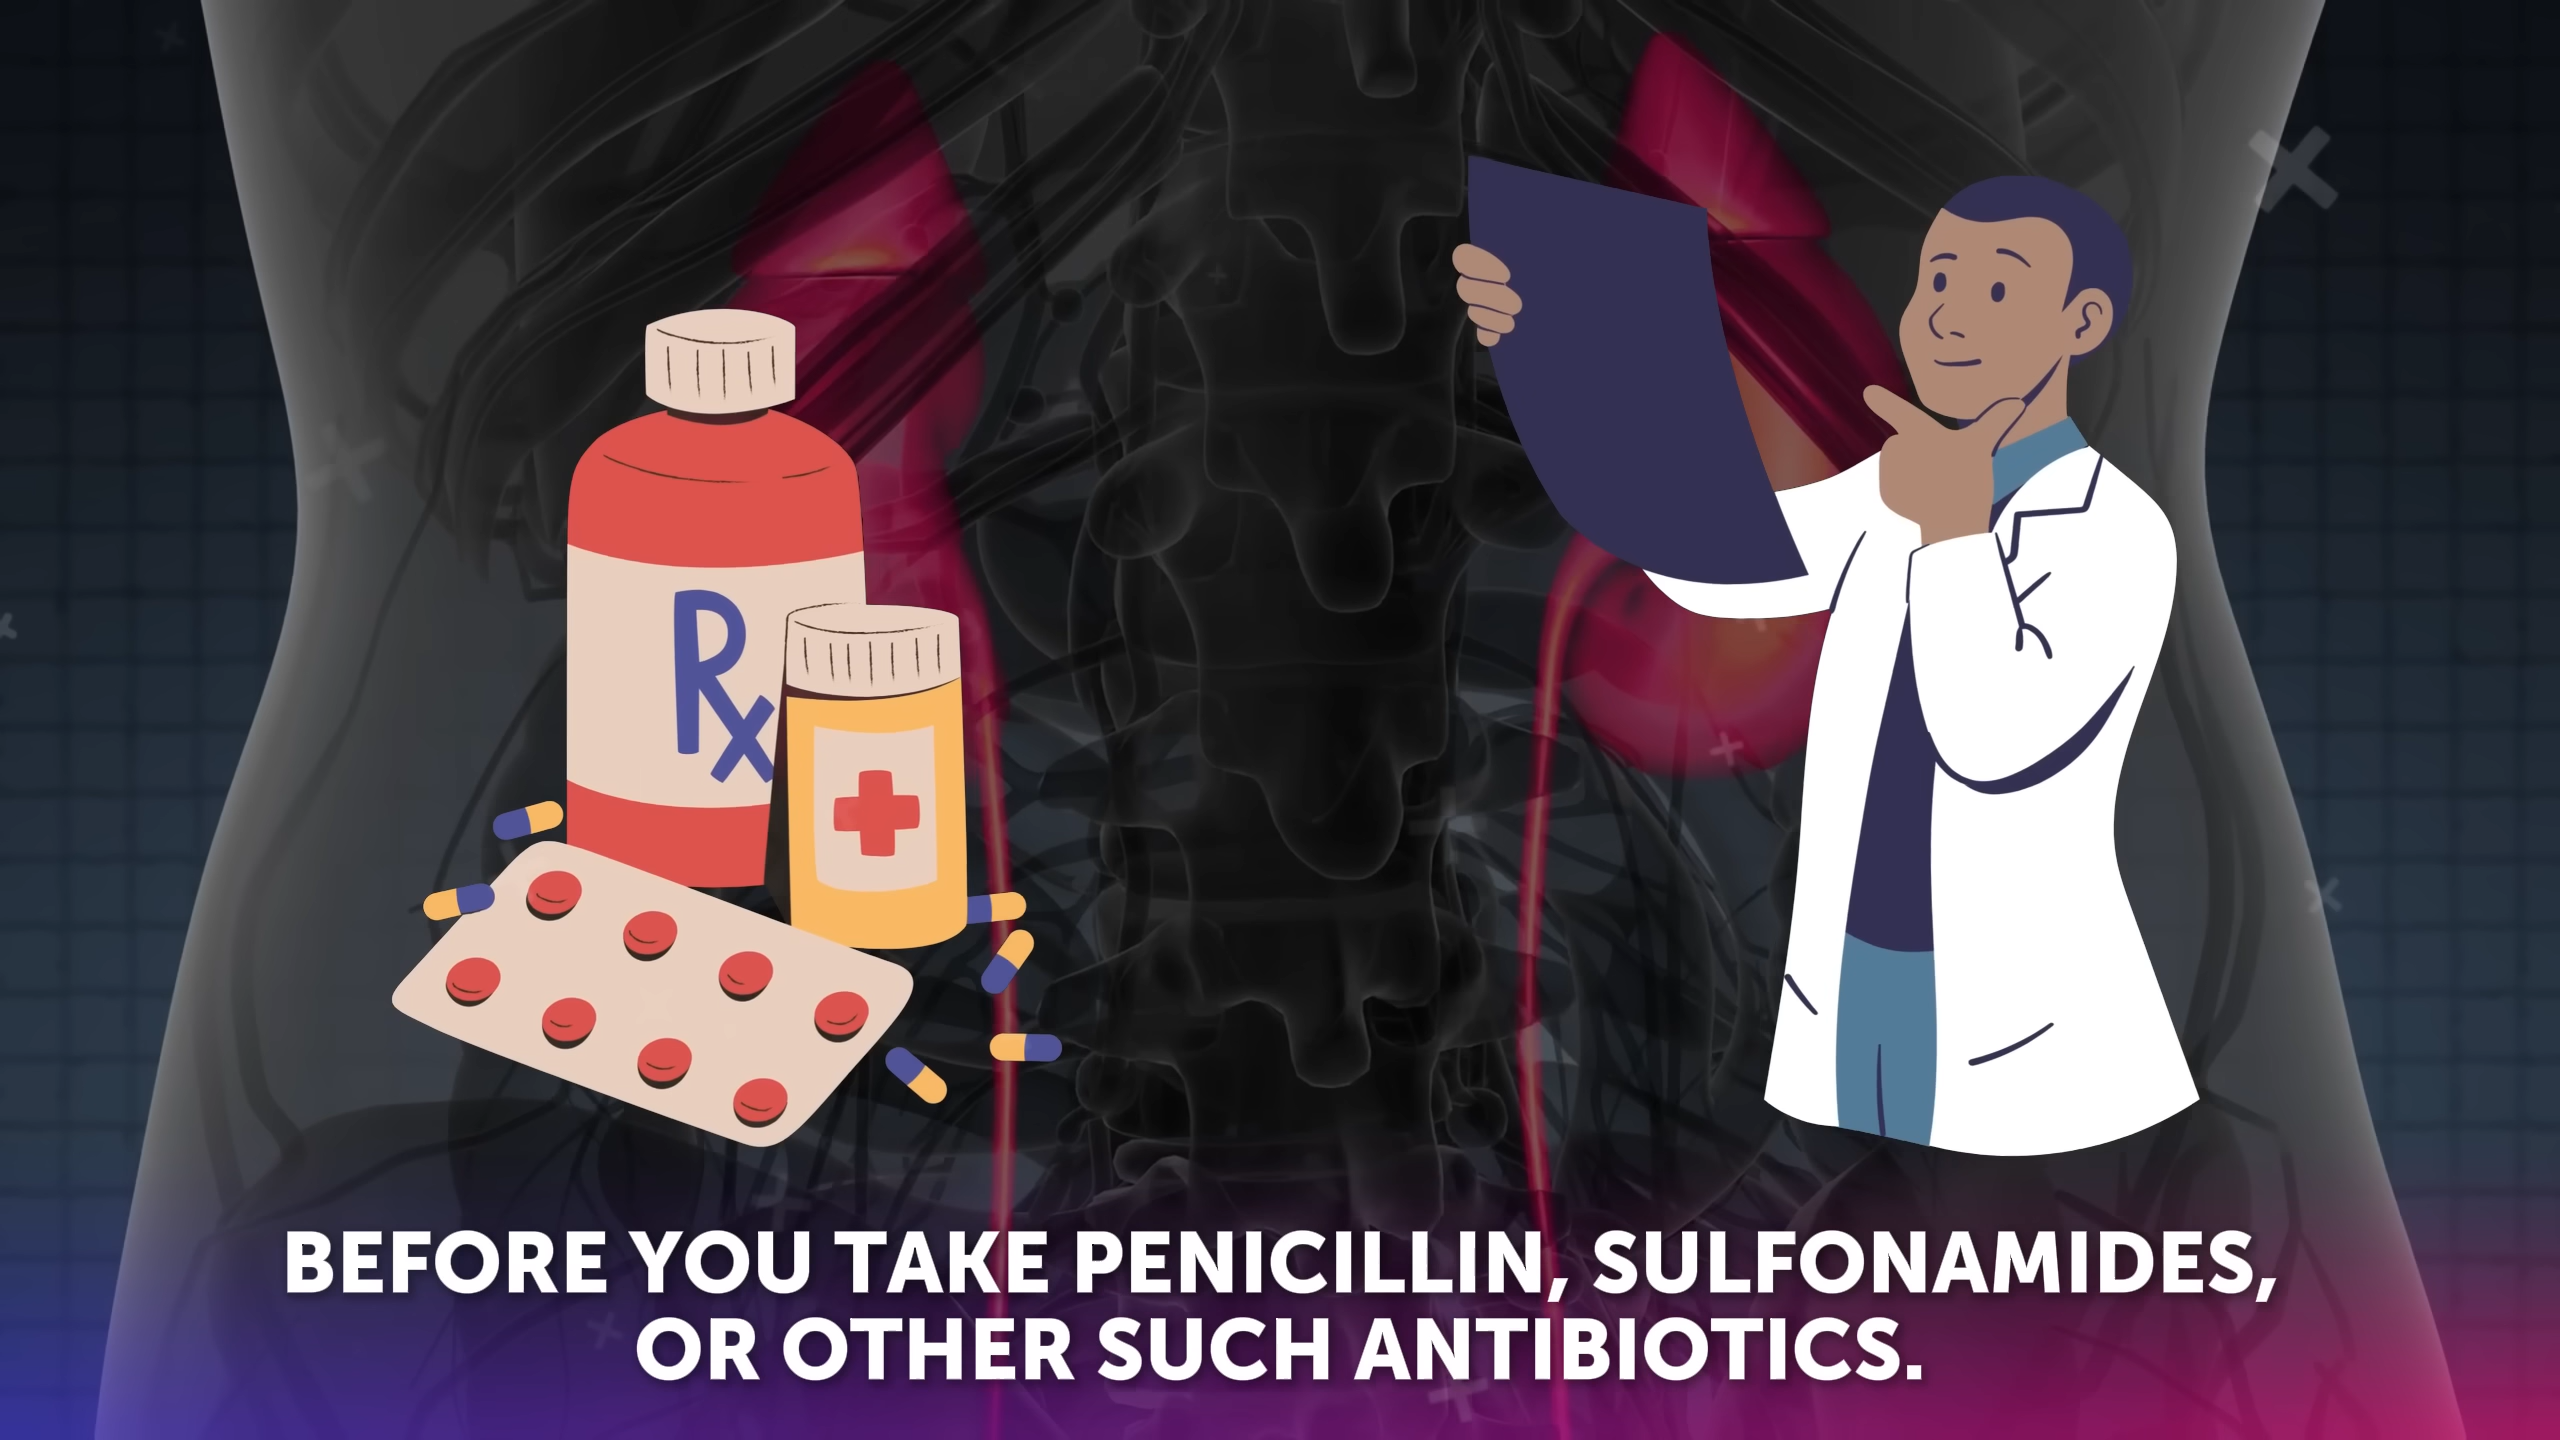 Rx
BEFORE YOU TAKE PENICILLIN, SULFONAMIDES,
OR OTHER SUCH ANTIBIOTICS.